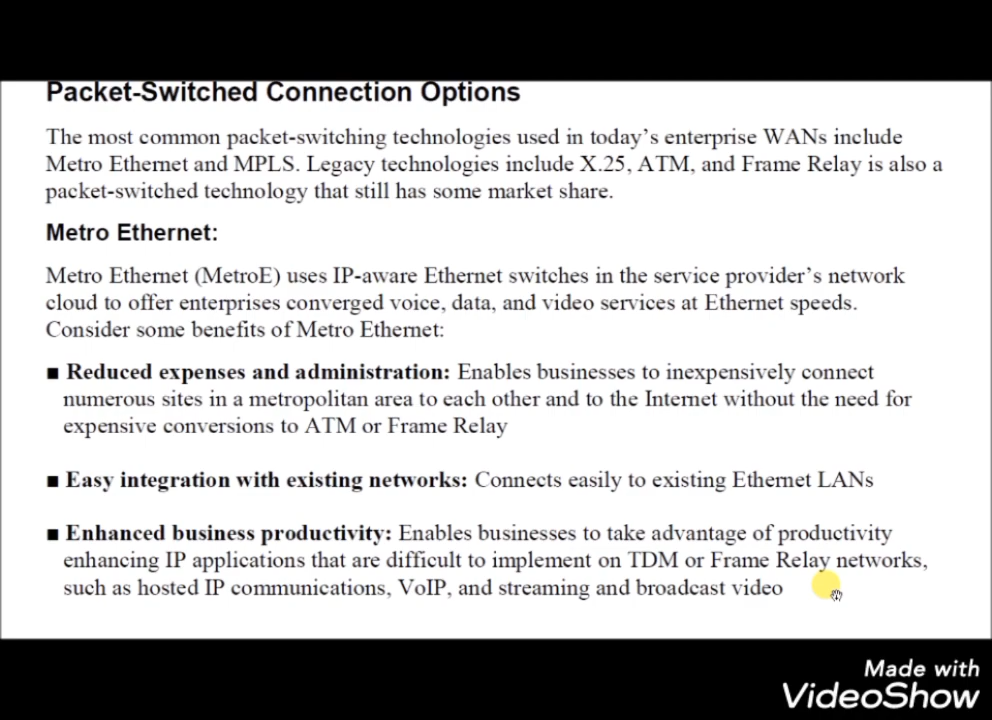 Packet-Switched Connection Options
The most common packet-switching technologies used in today's enterprise WANs include
Metro Ethernet and MPLS. Legacy technologies include X.25, ATM, and Frame Relay is also a
packet-switched technology that still has some market share.
Metro Ethernet:
Metro Ethernet (MetroE) uses IP-aware Ethernet switches in the service provider's network
cloud to offer enterprises converged voice, data, and video services at Ethernet speeds.
Consider some benefits of Metro Ethernet:
■ Reduced expenses and administration: Enables businesses to inexpensively connect
numerous sites in a metropolitan area to each other and to the Internet without the need for
expensive conversions to ATM or Frame Relay
■ Easy integration with existing networks: Connects easily to existing Ethernet LANs
■ Enhanced business productivity: Enables businesses to take advantage of productivity
enhancing IP applications that are difficult to implement on TDM or Frame Relay networks,
such as hosted IP communications, VoIP, and streaming and broadcast video
Made with
VideoShow